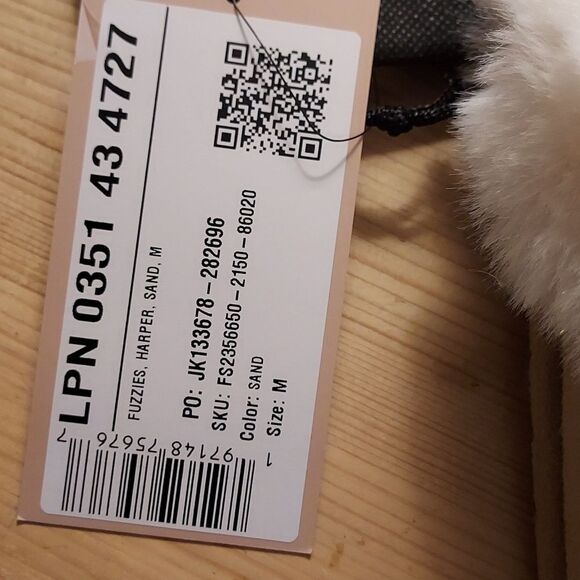 LPN 0351 43 4727
FUZZIES, HARPER, SAND, M
PO: JK133678-282696
SKU: FS2356650-2150-86020
Color: SAND
Size: M
1 97148 75676 7